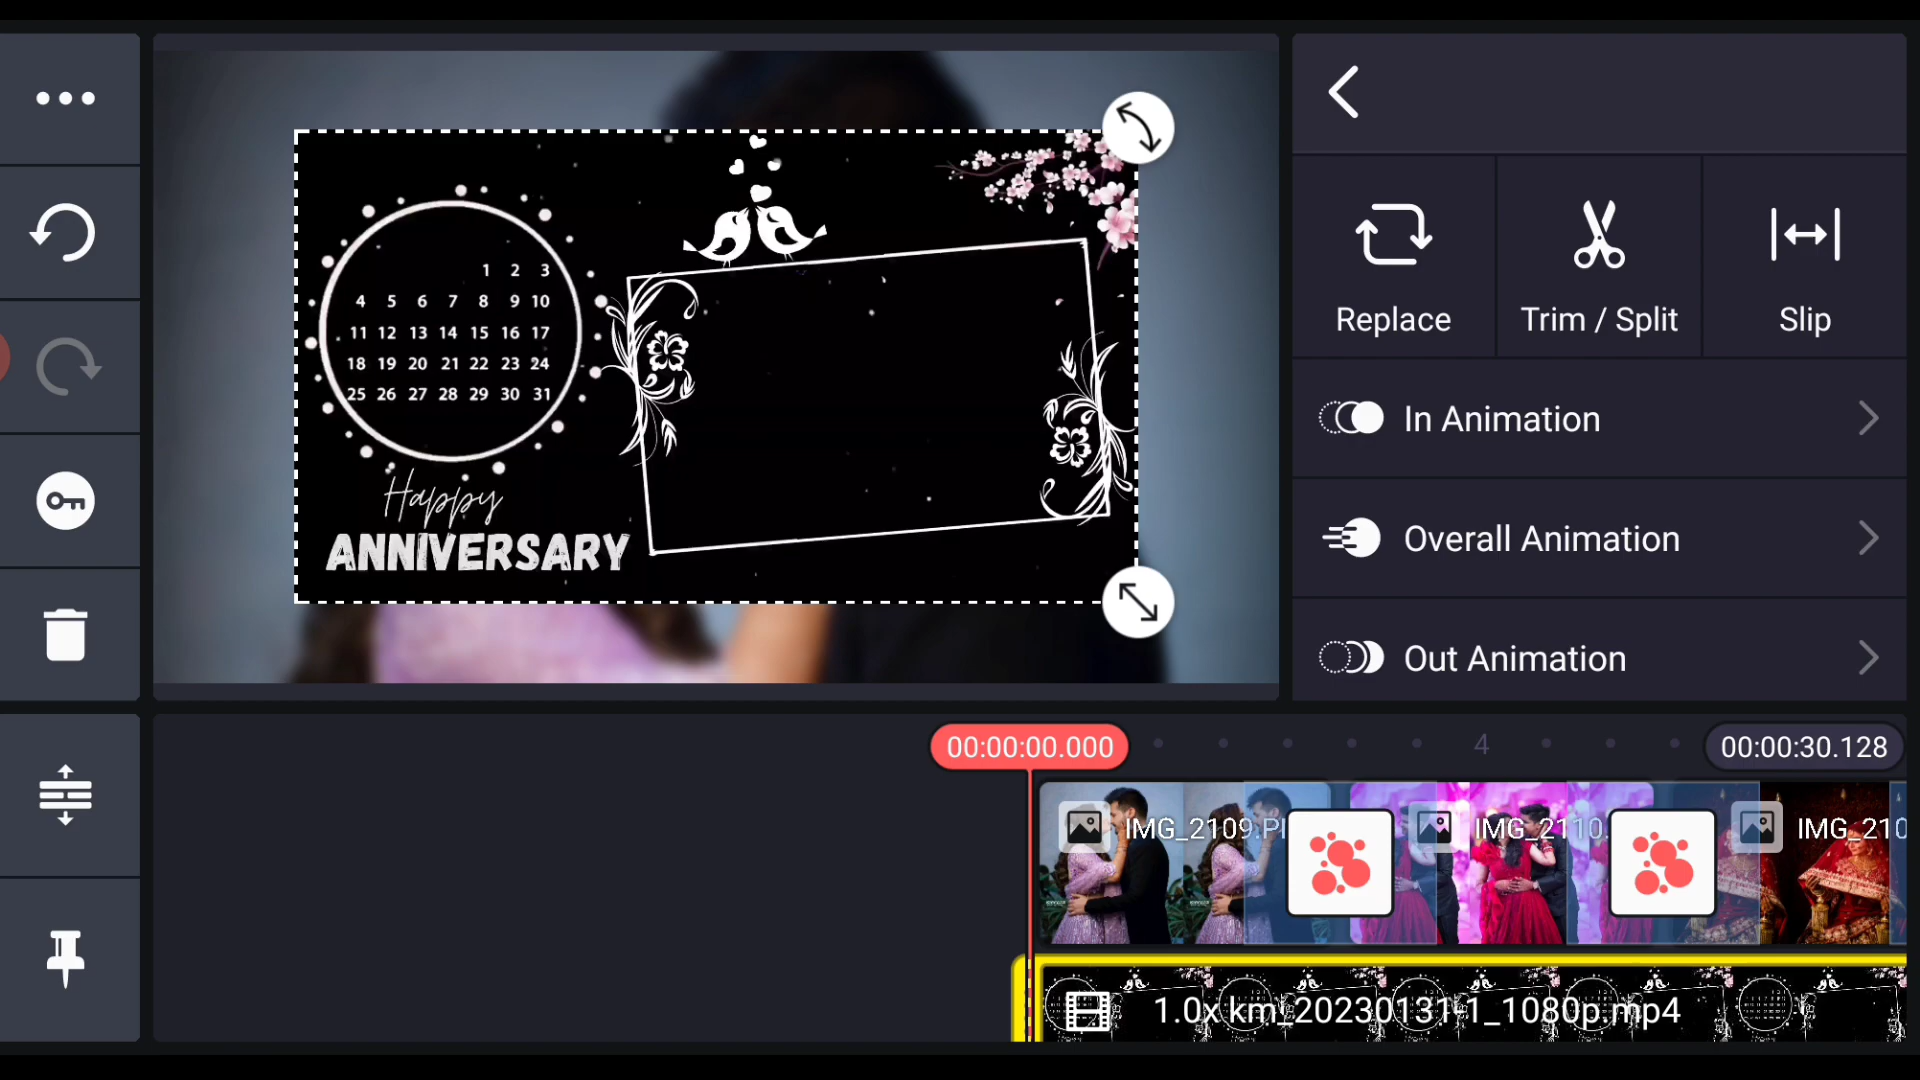 1 2 3
4 5 6 7 8 9 10
11 12 13 14 15 16 17
18 19 20 21 22 23 24
25 26 27 28 29 30 31
Happy
ANNIVERSARY
Replace
Trim / Split
Slip
In Animation
Overall Animation
Out Animation
00:00:00.000
4
00:00:30.128
IMG_2109.P
IMG_2110.
IMG_210
1.0x km_20230131-1_1080p.mp4